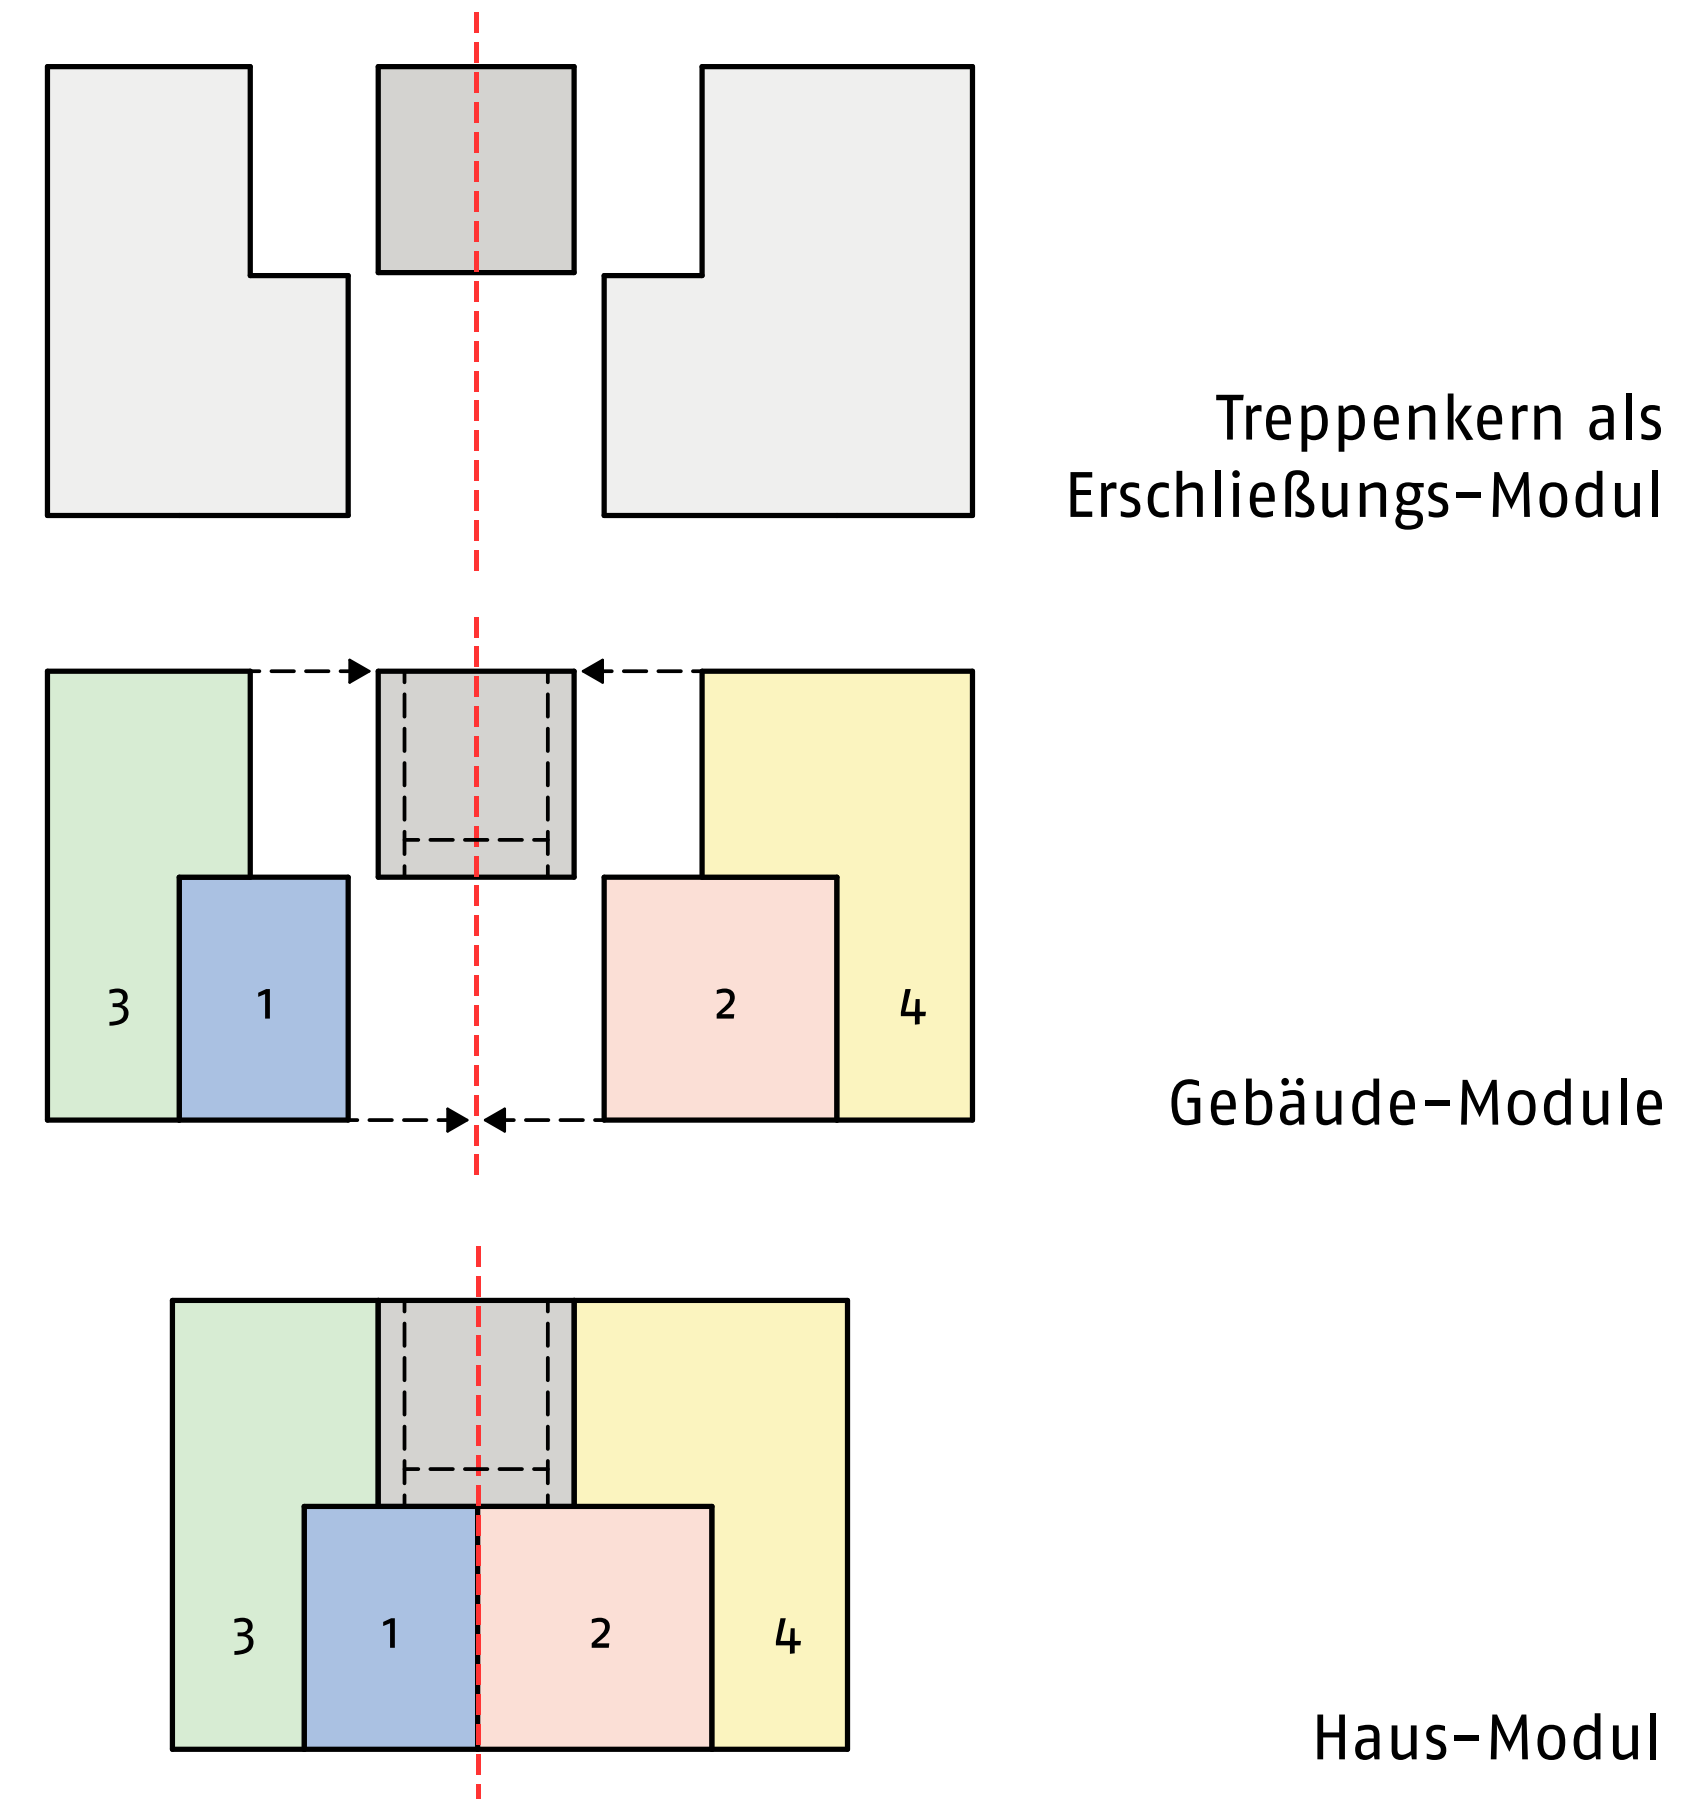 Treppenkern als
Erschließungs-Modul
3 1 2 4
Gebäude-Module
3 1 2 4
Haus-Modul